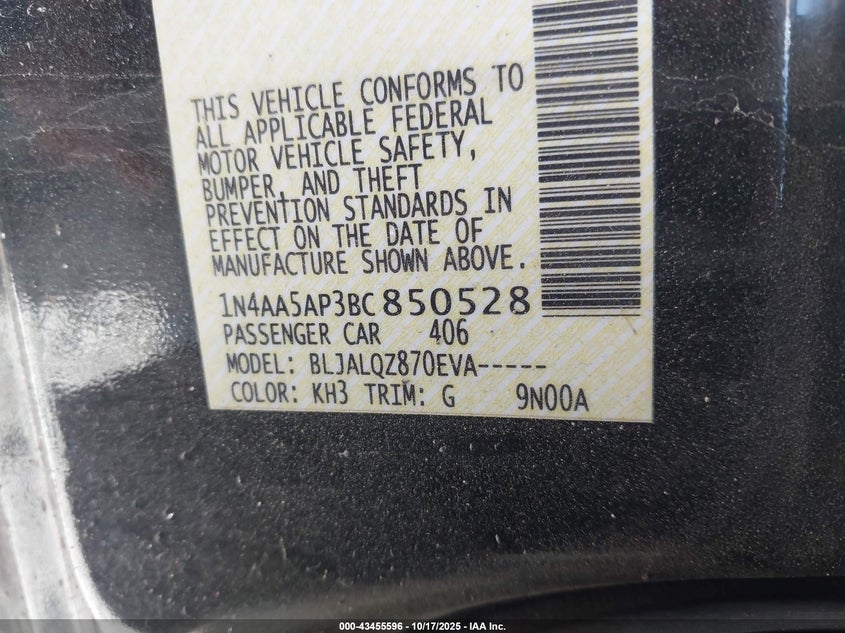 THIS VEHICLE CONFORMS TO
ALL APPLICABLE FEDERAL
MOTOR VEHICLE SAFETY,
BUMPER, AND THEFT
PREVENTION STANDARDS IN
EFFECT ON THE DATE OF
MANUFACTURE SHOWN ABOVE.
1N4AA5AP3BC850528
PASSENGER CAR 406
MODEL: BLJALQZ870EVA-----
COLOR: KH3 TRIM: G 9N00A
000-43455596 - 10/17/2025 - IAA Inc.